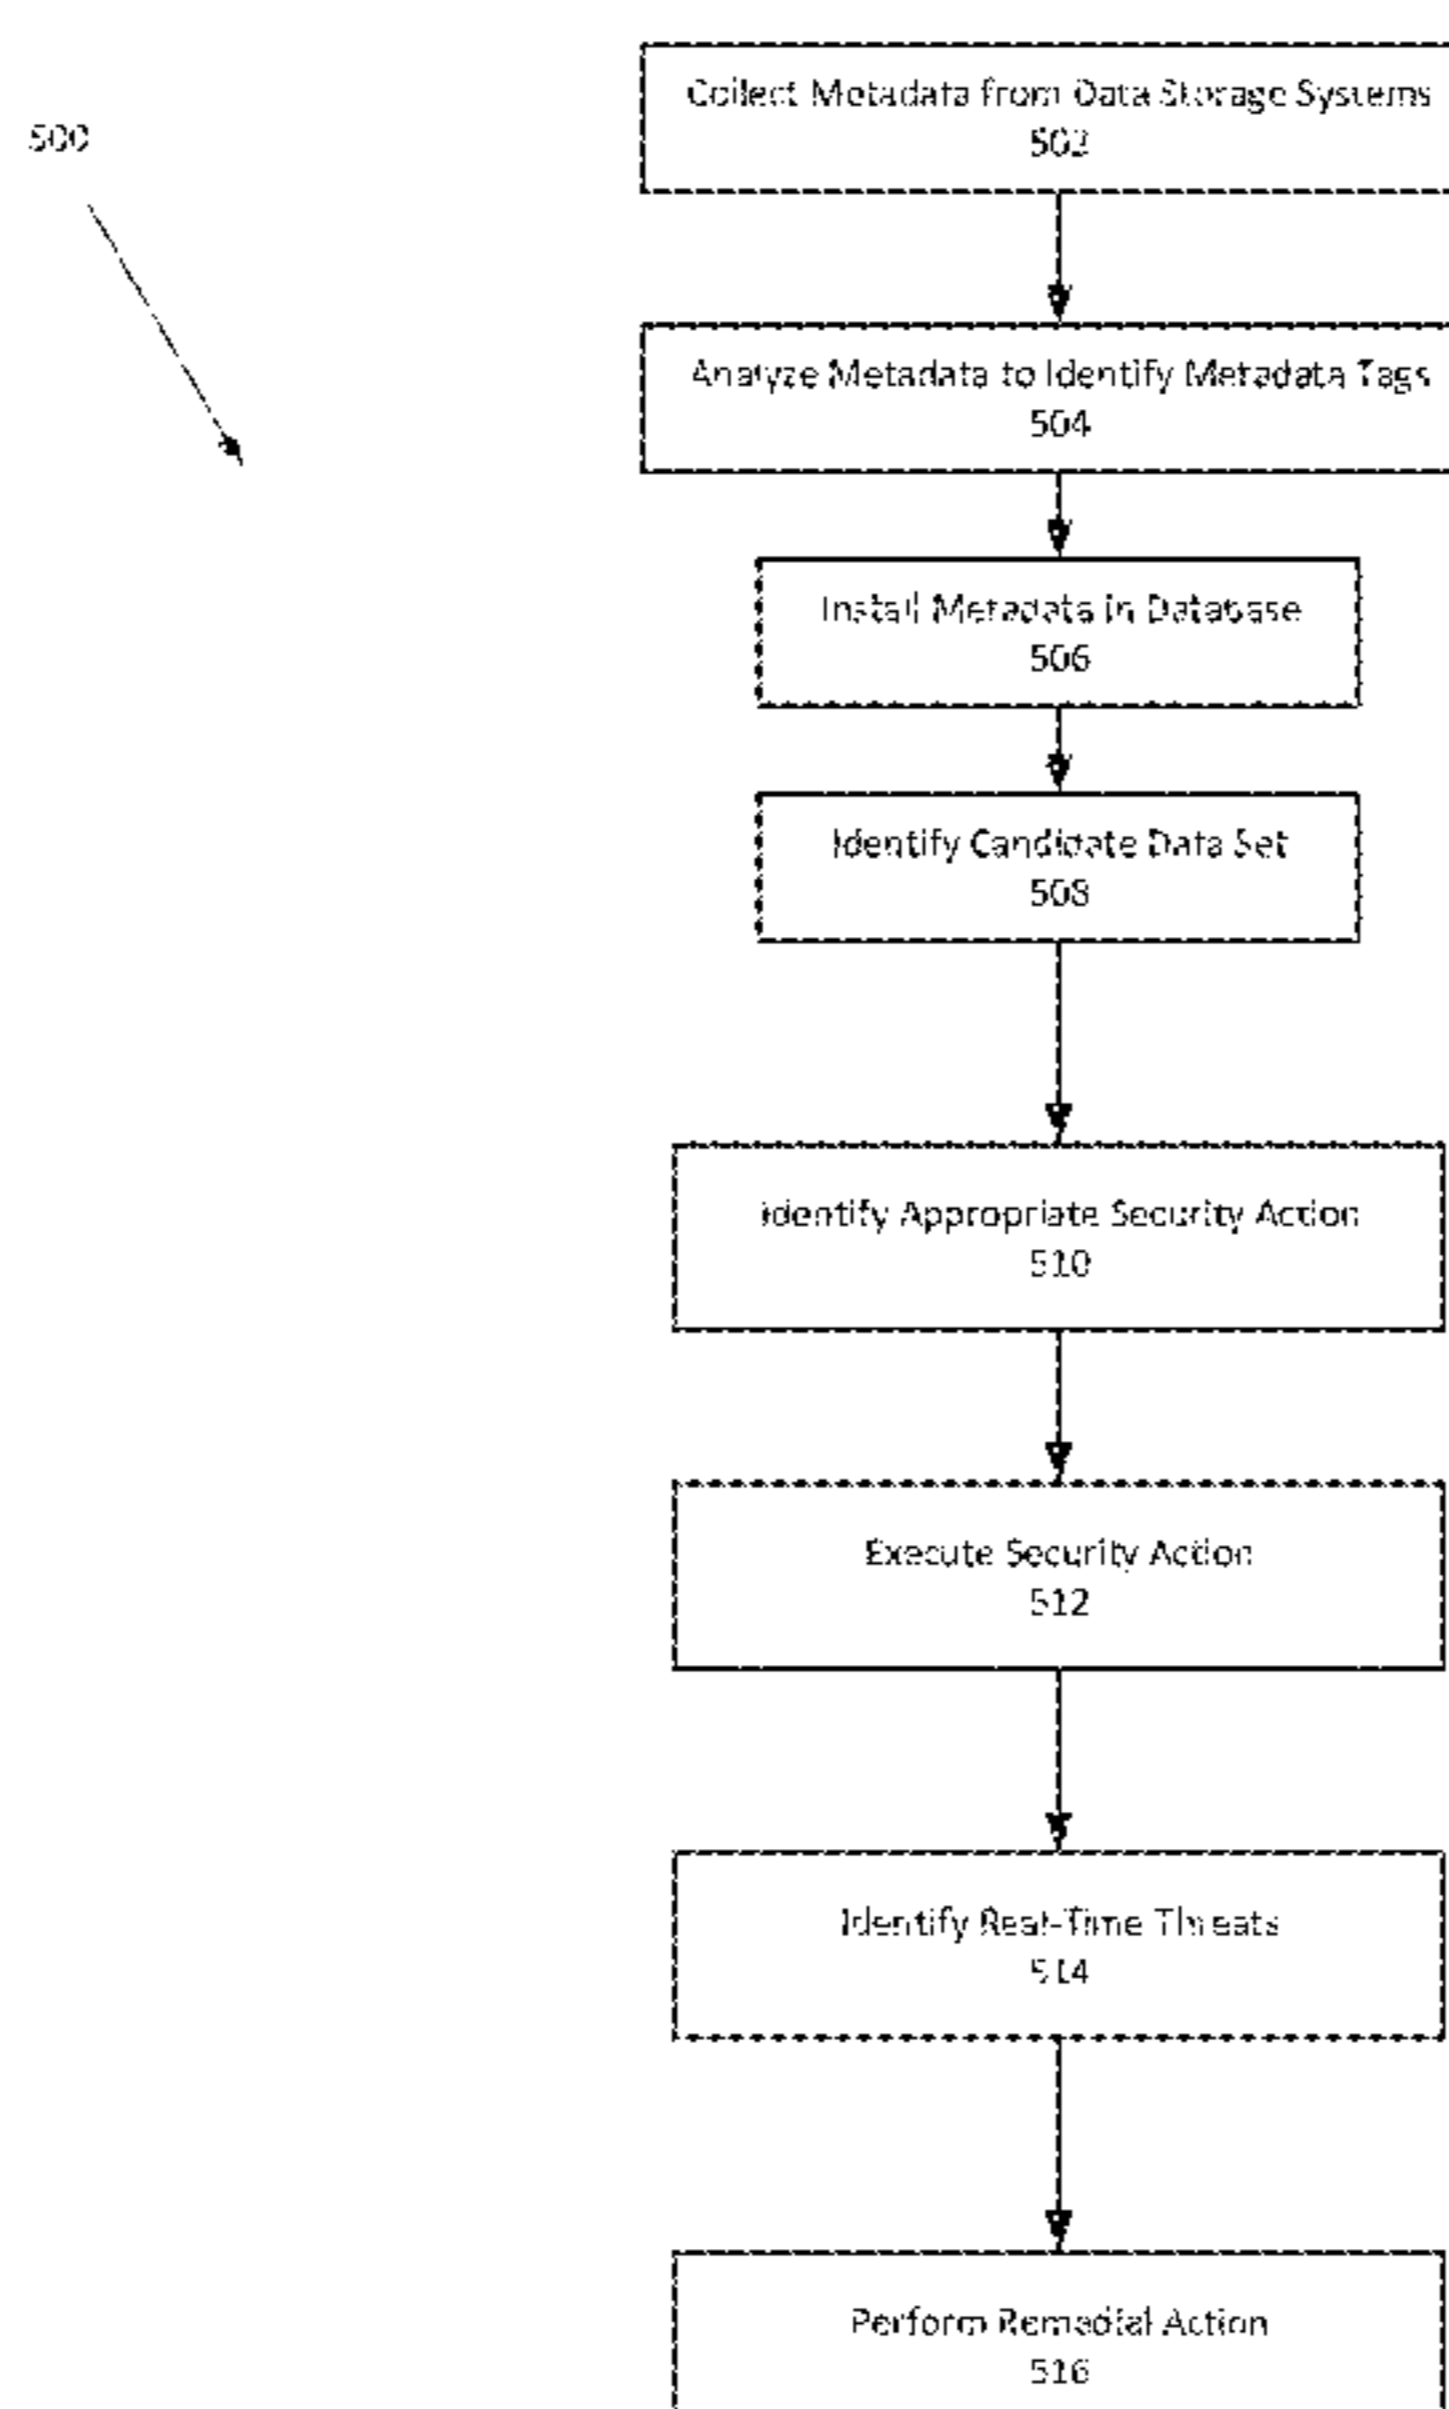 500
Collect Metadata from Data Storage Systems
502
Analyze Metadata to Identify Metadata Tags
504
Install Metadata in Database
506
Identify Candidate Data Set
508
Identify Appropriate Security Action
510
Execute Security Action
512
Identify Real-Time Threats
514
Perform Remedial Action
516